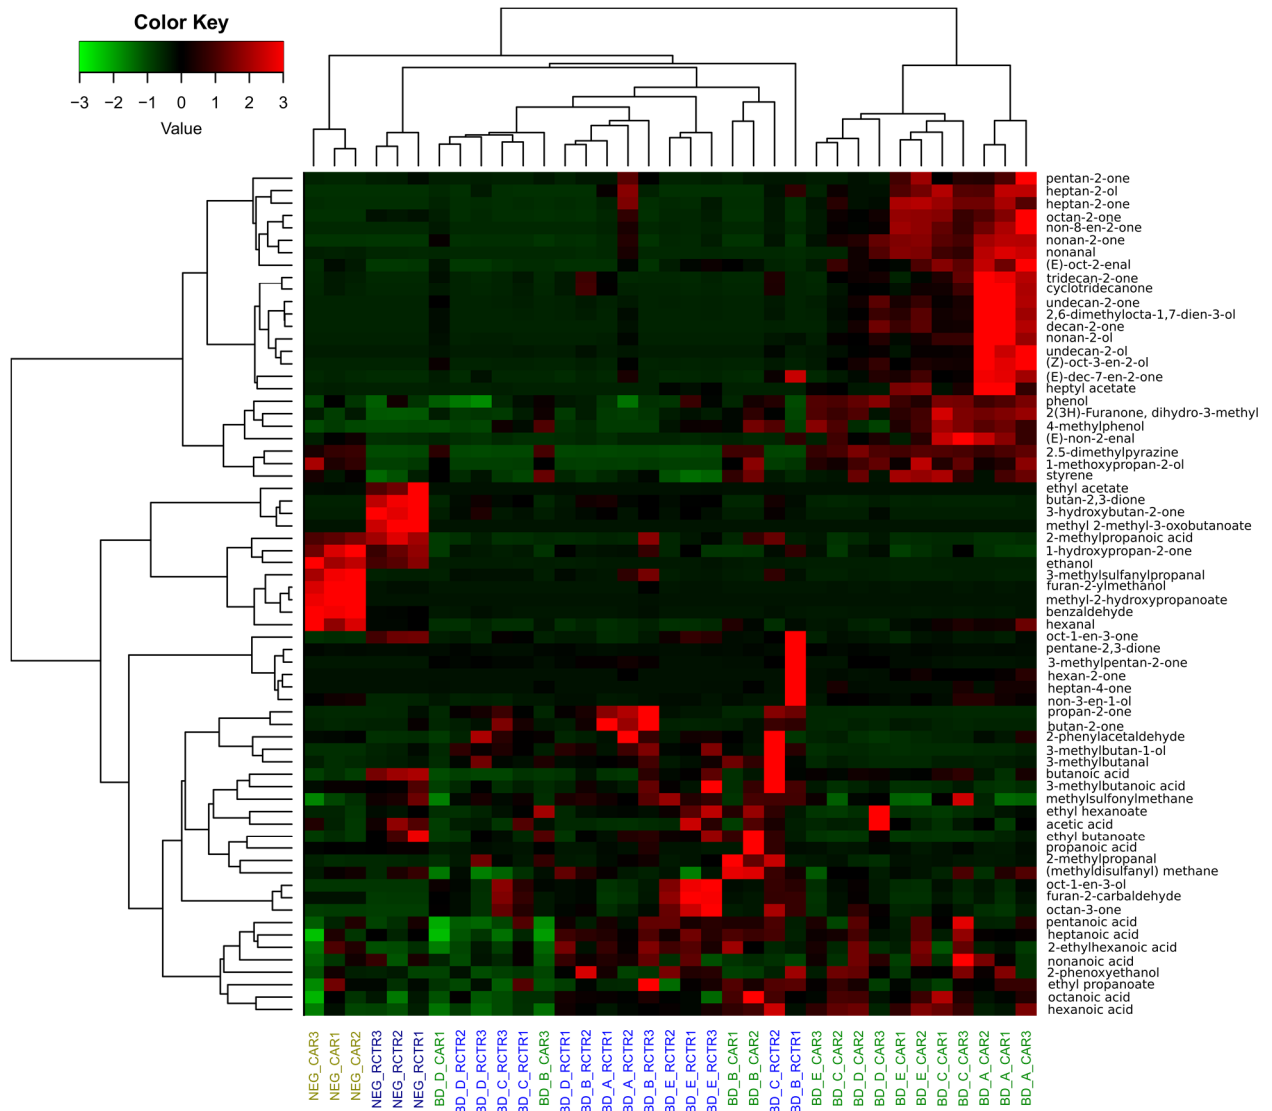 Color Key
−3 −2 −1 0 1 2 3
Value
pentan-2-one
heptan-2-ol
heptan-2-one
octan-2-one
non-8-en-2-one
nonan-2-one
nonanal
(E)-oct-2-enal
tridecan-2-one
cyclotridecanone
undecan-2-one
2,6-dimethylocta-1,7-dien-3-ol
decan-2-one
nonan-2-ol
undecan-2-ol
(Z)-oct-3-en-2-ol
(E)-dec-7-en-2-one
heptyl acetate
phenol
2(3H)-Furanone, dihydro-3-methyl
4-methylphenol
(E)-non-2-enal
2.5-dimethylpyrazine
1-methoxypropan-2-ol
styrene
ethyl acetate
butan-2,3-dione
3-hydroxybutan-2-one
methyl 2-methyl-3-oxobutanoate
2-methylpropanoic acid
1-hydroxypropan-2-one
ethanol
3-methylsulfanylpropanal
furan-2-ylmethanol
methyl-2-hydroxypropanoate
benzaldehyde
hexanal
oct-1-en-3-one
pentane-2,3-dione
3-methylpentan-2-one
hexan-2-one
heptan-4-one
non-3-en-1-ol
propan-2-one
butan-2-one
2-phenylacetaldehyde
3-methylbutan-1-ol
3-methylbutanal
butanoic acid
3-methylbutanoic acid
methylsulfonylmethane
ethyl hexanoate
acetic acid
ethyl butanoate
propanoic acid
2-methylpropanal
(methyldisulfanyl) methane
oct-1-en-3-ol
furan-2-carbaldehyde
octan-3-one
pentanoic acid
heptanoic acid
2-ethylhexanoic acid
nonanoic acid
2-phenoxyethanol
ethyl propanoate
octanoic acid
hexanoic acid
NEG_CAR3
NEG_CAR1
NEG_CAR2
NEG_RCTR3
NEG_RCTR2
NEG_RCTR1
BD_D_CAR1
BD_D_RCTR2
BD_D_RCTR3
BD_C_RCTR3
BD_C_RCTR1
BD_B_CAR3
BD_D_RCTR1
BD_B_RCTR2
BD_A_RCTR1
BD_A_RCTR2
BD_B_RCTR3
BD_E_RCTR2
BD_E_RCTR1
BD_E_RCTR3
BD_B_CAR1
BD_B_CAR2
BD_C_RCTR2
BD_B_RCTR1
BD_E_CAR3
BD_C_CAR2
BD_D_CAR2
BD_D_CAR3
BD_E_CAR1
BD_E_CAR2
BD_C_CAR1
BD_C_CAR3
BD_A_CAR2
BD_A_CAR1
BD_A_CAR3